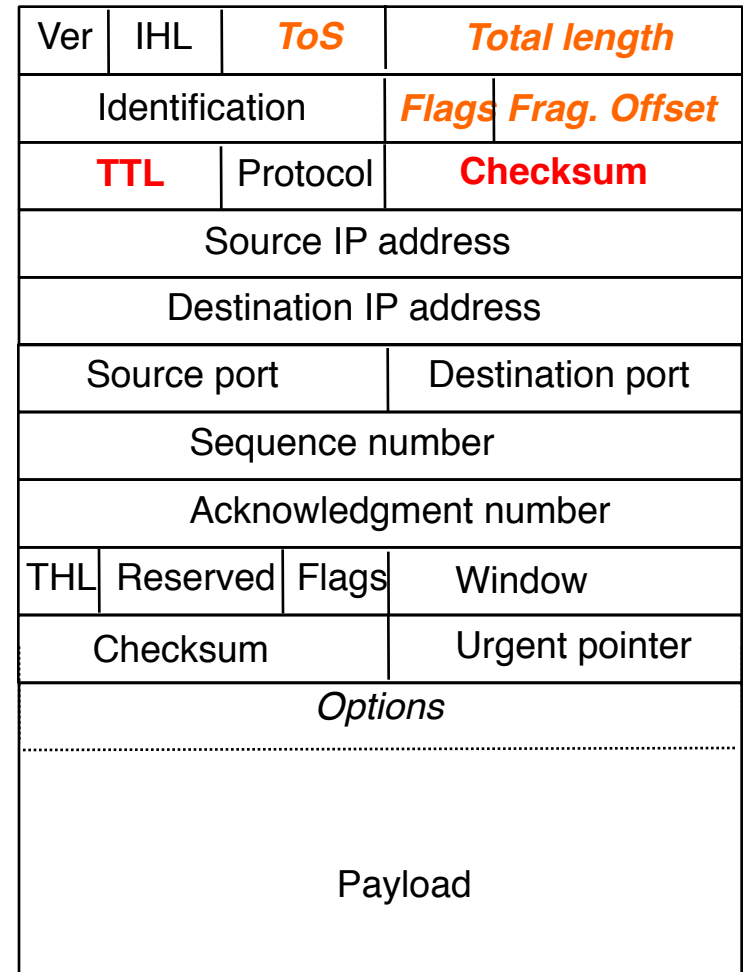 Ver IHL ToS Total length
Identification Flags Frag. Offset
TTL Protocol Checksum
Source IP address
Destination IP address
Source port Destination port
Sequence number
Acknowledgment number
THL Reserved Flags Window
Checksum Urgent pointer
Options
Payload